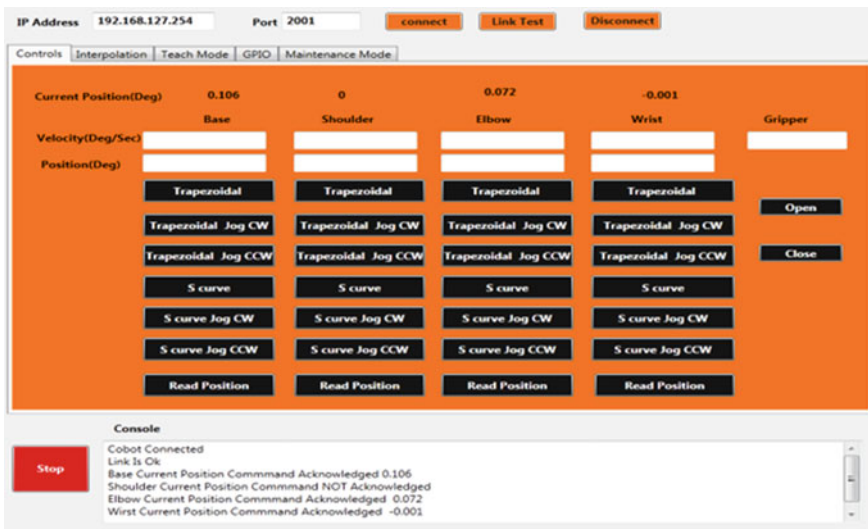 IP Address 192.168.127.254 Port 2001 connect Link Test Disconnect
Controls Interpolation Teach Mode GPIO Maintenance Mode
Current Position(Deg) 0.106 0 0.072 -0.001
Base Shoulder Elbow Wrist Gripper
Velocity(Deg/Sec)
Position(Deg)
Trapezoidal Trapezoidal Trapezoidal Trapezoidal
Open
Trapezoidal Jog CW Trapezoidal Jog CW Trapezoidal Jog CW Trapezoidal Jog CW
Trapezoidal Jog CCW Trapezoidal Jog CCW Trapezoidal Jog CCW Trapezoidal Jog CCW Close
S curve S curve S curve S curve
S curve Jog CW S curve Jog CW S curve Jog CW S curve Jog CW
S curve Jog CCW S curve Jog CCW S curve Jog CCW S curve Jog CCW
Read Position Read Position Read Position Read Position
Console
Stop
Cobot Connected
Link Is Ok
Base Current Position Commmand Acknowledged 0.106
Shoulder Current Position Commmand NOT Acknowledged
Elbow Current Position Commmand Acknowledged 0.072
Wirst Current Position Commmand Acknowledged -0.001